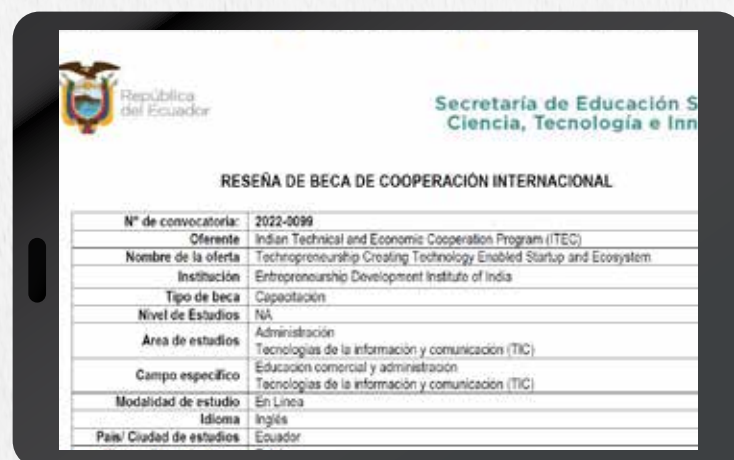 República
del Ecuador
Secretaría de Educación S
Ciencia, Tecnología e Inn
RESEÑA DE BECA DE COOPERACIÓN INTERNACIONAL
N° de convocatoria: 2022-0099
Oferente Indian Technical and Economic Cooperation Program (ITEC)
Nombre de la oferta Technopreneurship Creating Technology Enabled Startup and Ecosystem
Institución Entrepreneurship Development Institute of India
Tipo de beca Capacitación
Nivel de Estudios NA
Area de estudios Administración
Tecnologías de la información y comunicación (TIC)
Campo específico Educación comercial y administración
Tecnologías de la información y comunicación (TIC)
Modalidad de estudio En Línea
Idioma Inglés
País/ Ciudad de estudios Ecuador